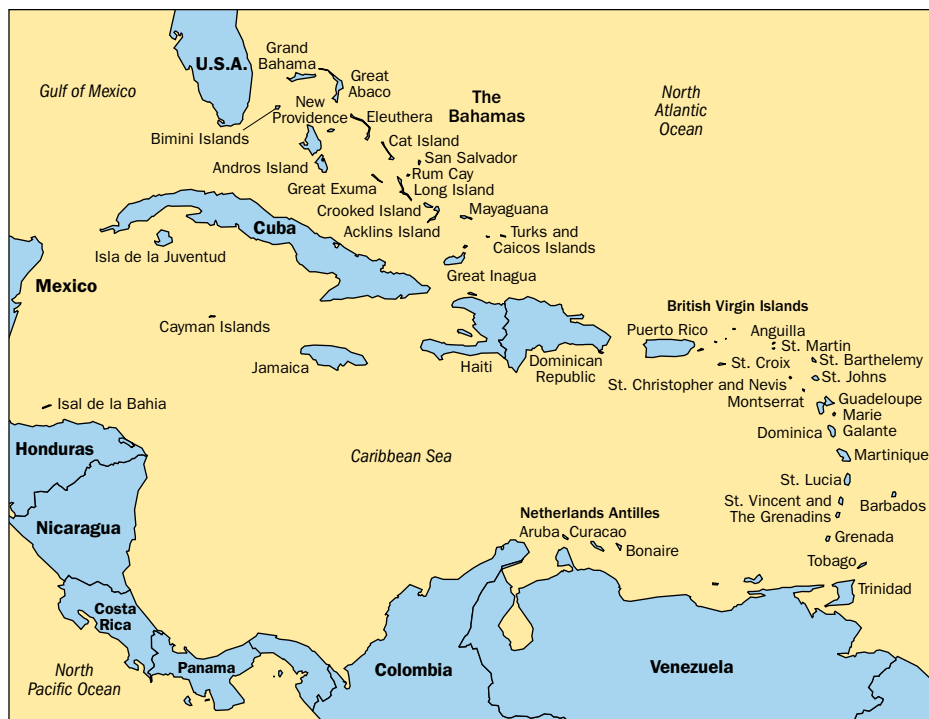 U.S.A.
Gulf of Mexico
Grand
Bahama
Great
Abaco
The
Bahamas
North
Atlantic
Ocean
New
Providence
Eleuthera
Bimini Islands
Cat Island
Andros Island
San Salvador
Rum Cay
Great Exuma
Long Island
Crooked Island
Mayaguana
Acklins Island
Turks and
Caicos Islands
Cuba
Isla de la Juventud
Great Inagua
Mexico
Cayman Islands
British Virgin Islands
Puerto Rico
Anguilla
St. Martin
Jamaica
Haiti
Dominican
Republic
St. Croix
St. Barthelemy
St. Christopher and Nevis
St. Johns
Montserrat
Guadeloupe
Marie
Galante
Isal de la Bahia
Dominica
Honduras
Caribbean Sea
Martinique
St. Lucia
Nicaragua
Netherlands Antilles
St. Vincent and
The Grenadins
Barbados
Aruba
Curacao
Bonaire
Grenada
Tobago
Trinidad
Costa
Rica
North
Pacific Ocean
Panama
Colombia
Venezuela